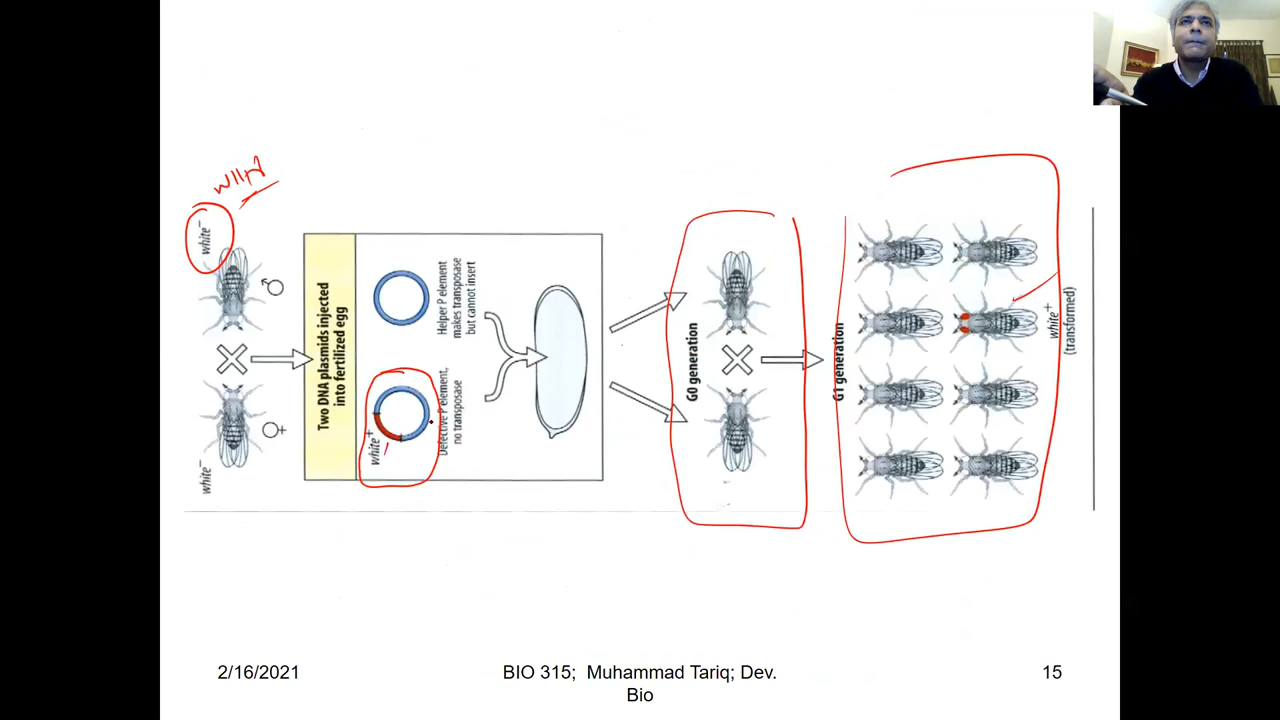 white⁻
white⁻
Two DNA plasmids injected
into fertilized egg
white⁺
Defective P element,
no transposase
Helper P element
makes transposase
but cannot insert
G0 generation
G1 generation
white⁺
(transformed)
2/16/2021
BIO 315; Muhammad Tariq; Dev.
Bio
15